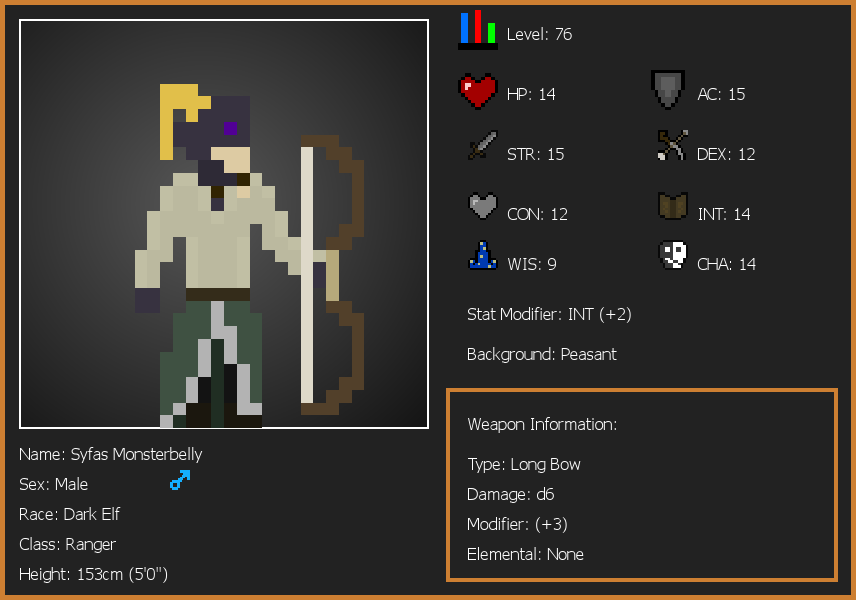 Level: 76
HP: 14
AC: 15
STR: 15
DEX: 12
CON: 12
INT: 14
WIS: 9
CHA: 14
Stat Modifier: INT (+2)
Background: Peasant
Weapon Information:
Type: Long Bow
Damage: d6
Modifier: (+3)
Elemental: None
Name: Syfas Monsterbelly
Sex: Male
Race: Dark Elf
Class: Ranger
Height: 153cm (5'0")